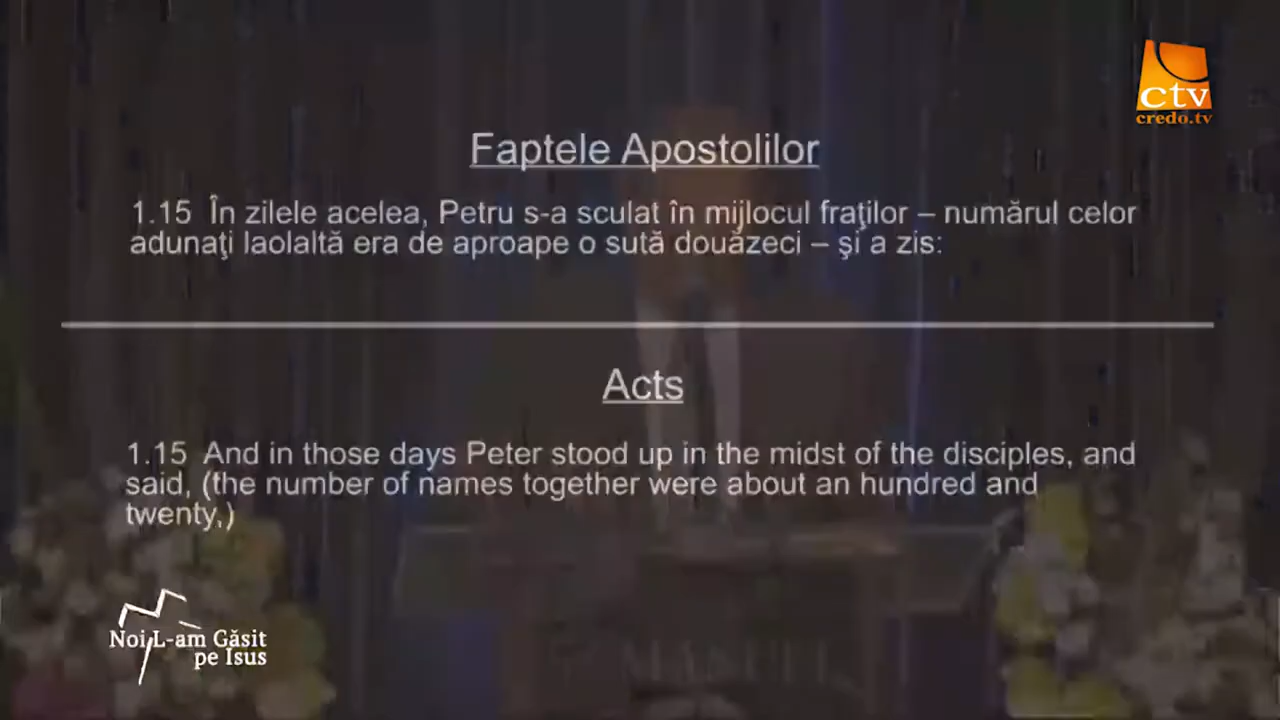 ctv
credo.tv
Faptele Apostolilor
1.15 În zilele acelea, Petru s-a sculat în mijlocul fraţilor – numărul celor
adunaţi laolaltă era de aproape o sută douăzeci – şi a zis:
Acts
1.15 And in those days Peter stood up in the midst of the disciples, and
said, (the number of names together were about an hundred and
twenty,)
Noi L-am Găsit
pe Isus